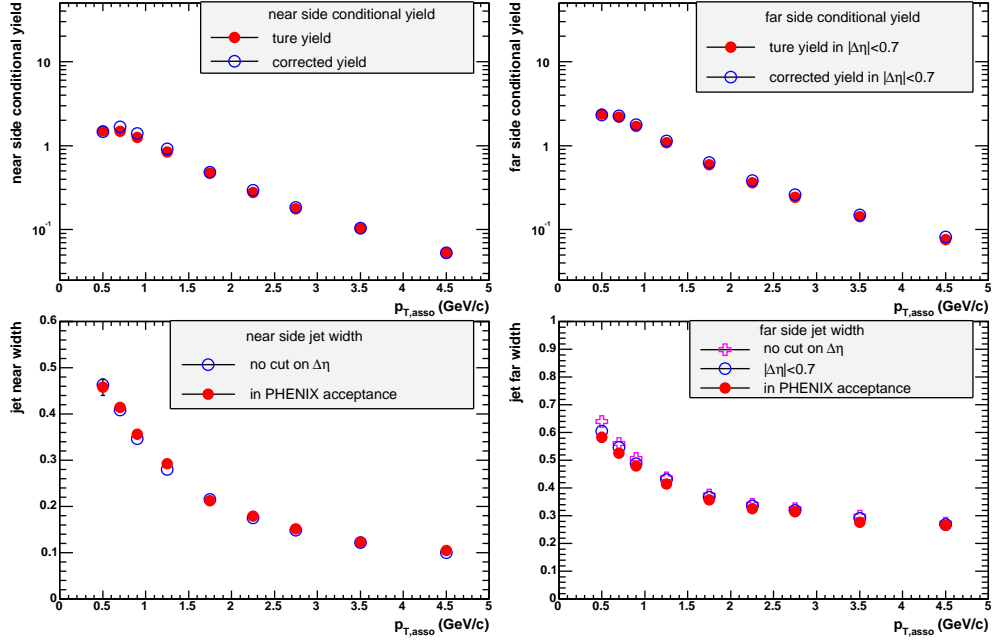 near side conditional yield
near side conditional yield
ture yield
corrected yield
10
1
10⁻¹
0 0.5 1 1.5 2 2.5 3 3.5 4 4.5 5
p_T,asso (GeV/c)
far side conditional yield
far side conditional yield
ture yield in |Δη|<0.7
corrected yield in |Δη|<0.7
10
1
10⁻¹
0 0.5 1 1.5 2 2.5 3 3.5 4 4.5 5
p_T,asso (GeV/c)
jet near width
near side jet width
no cut on Δη
in PHENIX acceptance
0.6
0.5
0.4
0.3
0.2
0.1
0
0 0.5 1 1.5 2 2.5 3 3.5 4 4.5 5
p_T,asso (GeV/c)
jet far width
far side jet width
no cut on Δη
|Δη|<0.7
in PHENIX acceptance
1
0.9
0.8
0.7
0.6
0.5
0.4
0.3
0.2
0.1
0
0 0.5 1 1.5 2 2.5 3 3.5 4 4.5 5
p_T,asso (GeV/c)